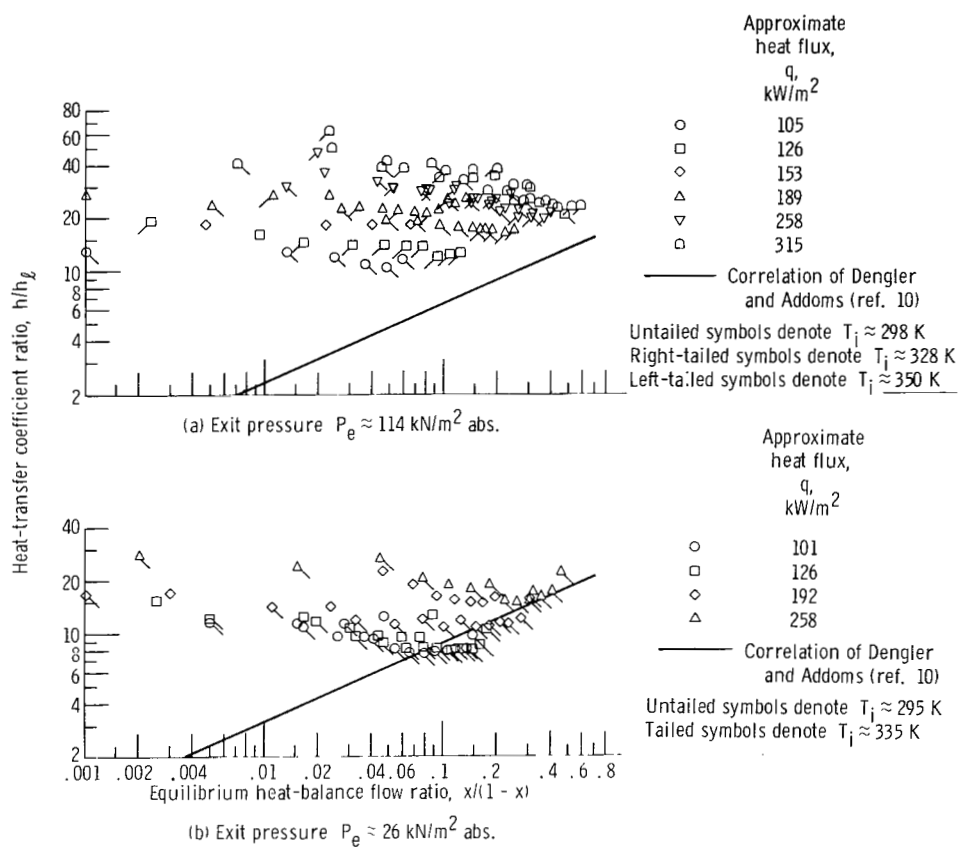 Approximate
heat flux,
q,
kW/m²
105
126
153
189
258
315
Correlation of Dengler
and Addoms (ref. 10)
Untailed symbols denote Ti ≈ 298 K
Right-tailed symbols denote Ti ≈ 328 K
Left-tailed symbols denote Ti ≈ 350 K
80
60
40
20
10
8
6
4
2
(a) Exit pressure Pe ≈ 114 kN/m² abs.
Heat-transfer coefficient ratio, h/hℓ
Approximate
heat flux,
q,
kW/m²
101
126
192
258
Correlation of Dengler
and Addoms (ref. 10)
Untailed symbols denote Ti ≈ 295 K
Tailed symbols denote Ti ≈ 335 K
40
20
10
8
6
4
2
.001 .002 .004 .01 .02 .04 .06 .1 .2 .4 .6 .8
Equilibrium heat-balance flow ratio, x/(1 - x)
(b) Exit pressure Pe ≈ 26 kN/m² abs.